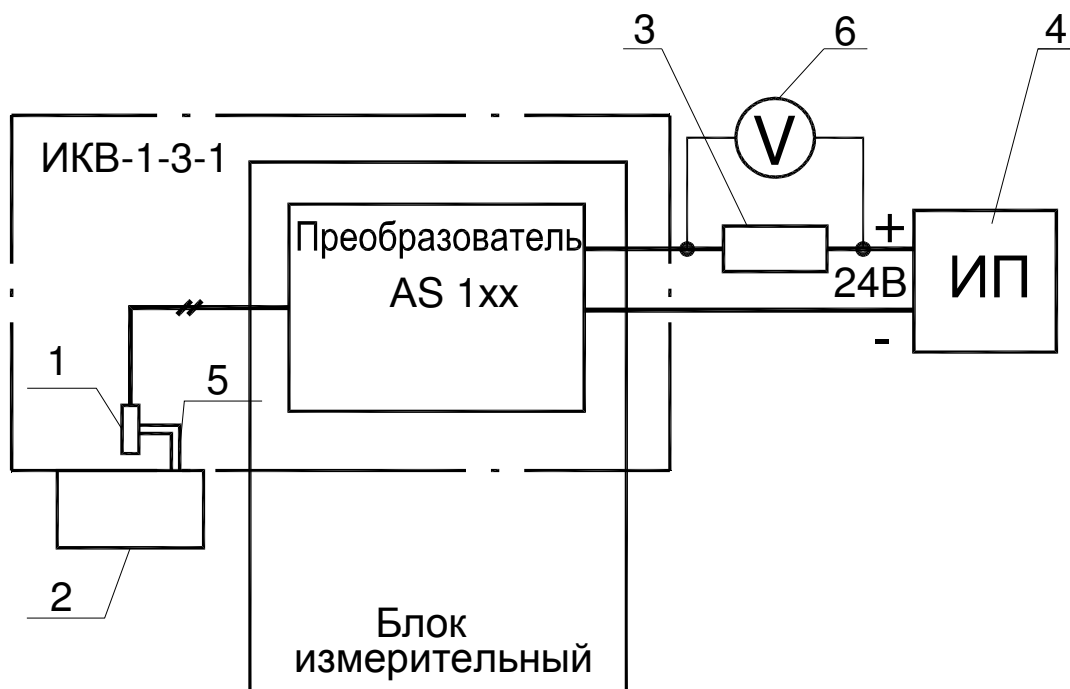 3
6
4
ИКВ-1-3-1
V
Преобразователь
AS 1xx
+
24В
-
ИП
1
5
2
Блок
измерительный